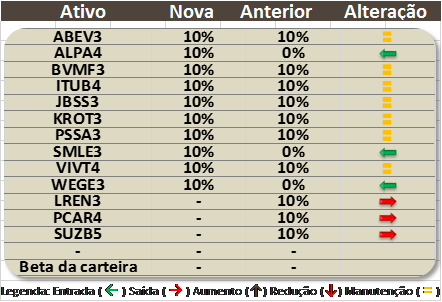 Ativo Nova Anterior Alteração
ABEV3 10% 10% =
ALPA4 10% 0% ←
BVMF3 10% 10% =
ITUB4 10% 10% =
JBSS3 10% 10% =
KROT3 10% 10% =
PSSA3 10% 10% =
SMLE3 10% 0% ←
VIVT4 10% 10% =
WEGE3 10% 0% ←
LREN3 - 10% →
PCAR4 - 10% →
SUZB5 - 10% →
- - -
Beta da carteira - -
Legenda: Entrada (←) Saída (→) Aumento (↑) Redução (↓) Manutenção (=)